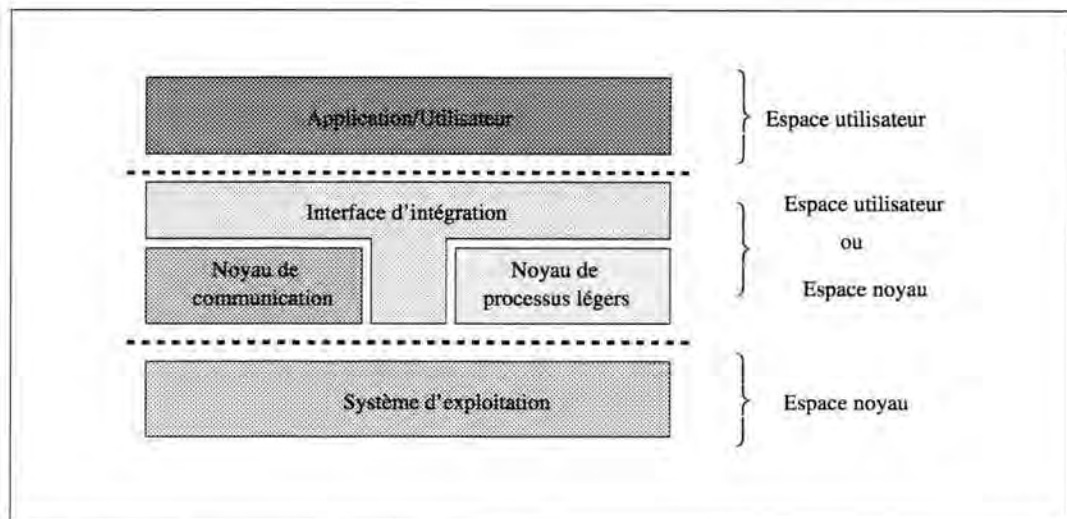 Application/Utilisateur
Espace utilisateur
Interface d'intégration
Noyau de
communication
Noyau de
processus légers
Espace utilisateur
ou
Espace noyau
Système d'exploitation
Espace noyau